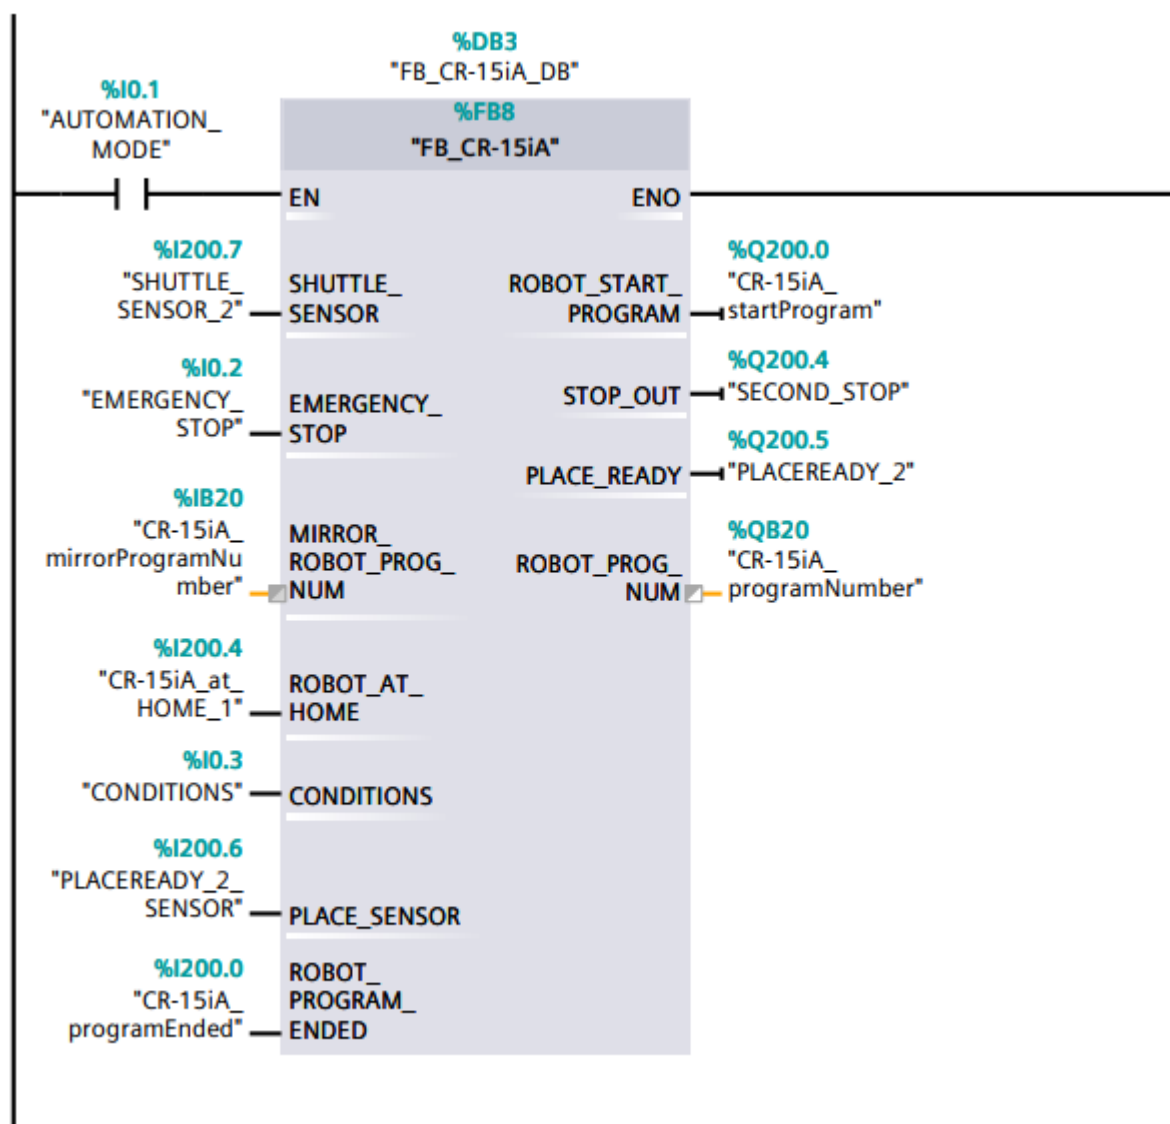 %DB3
"FB_CR-15iA_DB"
%I0.1
"AUTOMATION_
MODE"
%FB8
"FB_CR-15iA"
EN
ENO
%I200.7
"SHUTTLE_
SENSOR_2"
SHUTTLE_
SENSOR
ROBOT_START_
PROGRAM
%Q200.0
"CR-15iA_
startProgram"
%I0.2
"EMERGENCY_
STOP"
EMERGENCY_
STOP
STOP_OUT
%Q200.4
"SECOND_STOP"
PLACE_READY
%Q200.5
"PLACEREADY_2"
%IB20
"CR-15iA_
mirrorProgramNu
mber"
MIRROR_
ROBOT_PROG_
NUM
ROBOT_PROG_
NUM
%QB20
"CR-15iA_
programNumber"
%I200.4
"CR-15iA_at_
HOME_1"
ROBOT_AT_
HOME
%I0.3
"CONDITIONS"
CONDITIONS
%I200.6
"PLACEREADY_2_
SENSOR"
PLACE_SENSOR
%I200.0
"CR-15iA_
programEnded"
ROBOT_
PROGRAM_
ENDED